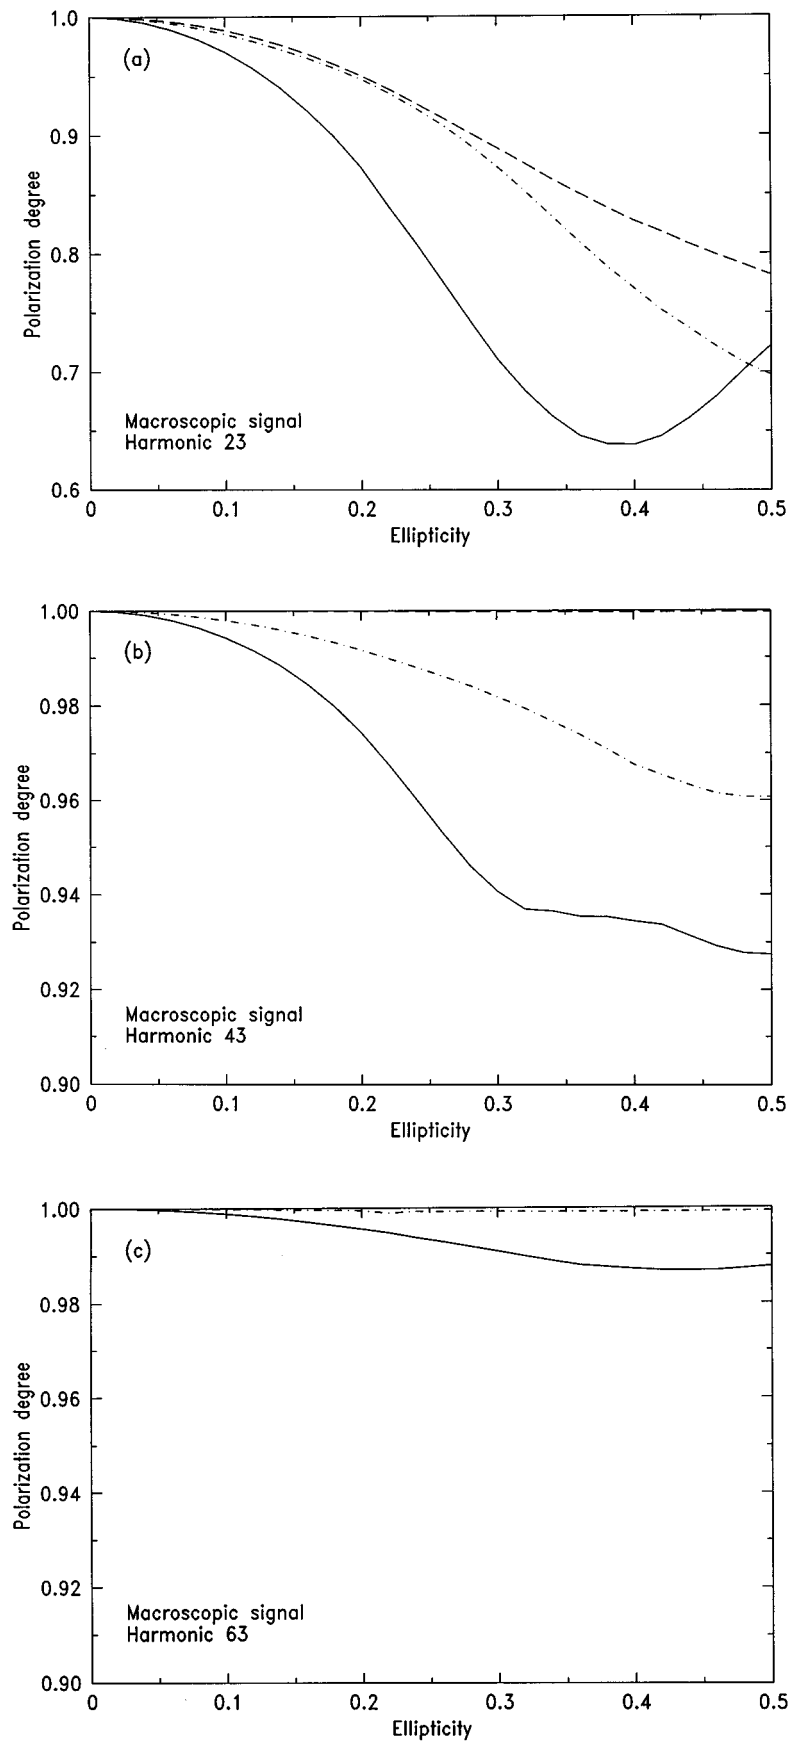 1.0
(a)
0.9
0.8
0.7
0.6
Polarization degree
Macroscopic signal
Harmonic 23
0 0.1 0.2 0.3 0.4 0.5
Ellipticity
1.00
(b)
0.98
0.96
0.94
0.92
0.90
Polarization degree
Macroscopic signal
Harmonic 43
0 0.1 0.2 0.3 0.4 0.5
Ellipticity
1.00
(c)
0.98
0.96
0.94
0.92
0.90
Polarization degree
Macroscopic signal
Harmonic 63
0 0.1 0.2 0.3 0.4 0.5
Ellipticity